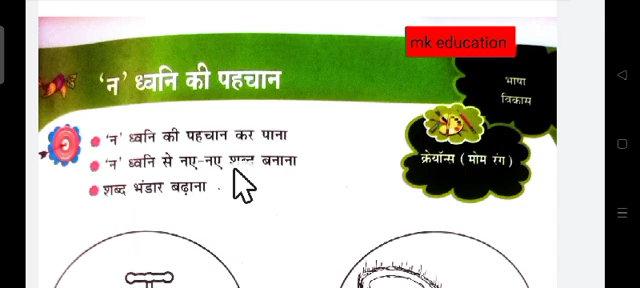 mk education
'न' ध्वनि की पहचान
भाषा
विकास
'न' ध्वनि की पहचान कर पाना
'न' ध्वनि से नए-नए शब्द बनाना
शब्द भंडार बढ़ाना
क्रेयॉन्स ( मोम रंग )